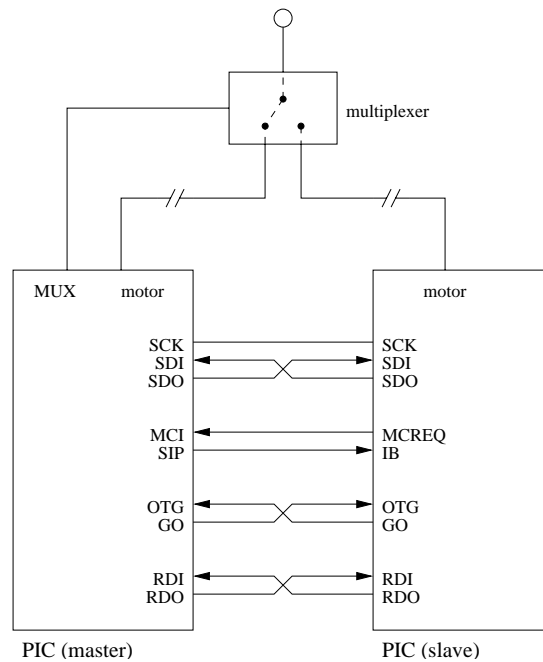 multiplexer
MUX motor motor
SCK SCK
SDI SDI
SDO SDO
MCI MCREQ
SIP IB
OTG OTG
GO GO
RDI RDI
RDO RDO
PIC (master) PIC (slave)